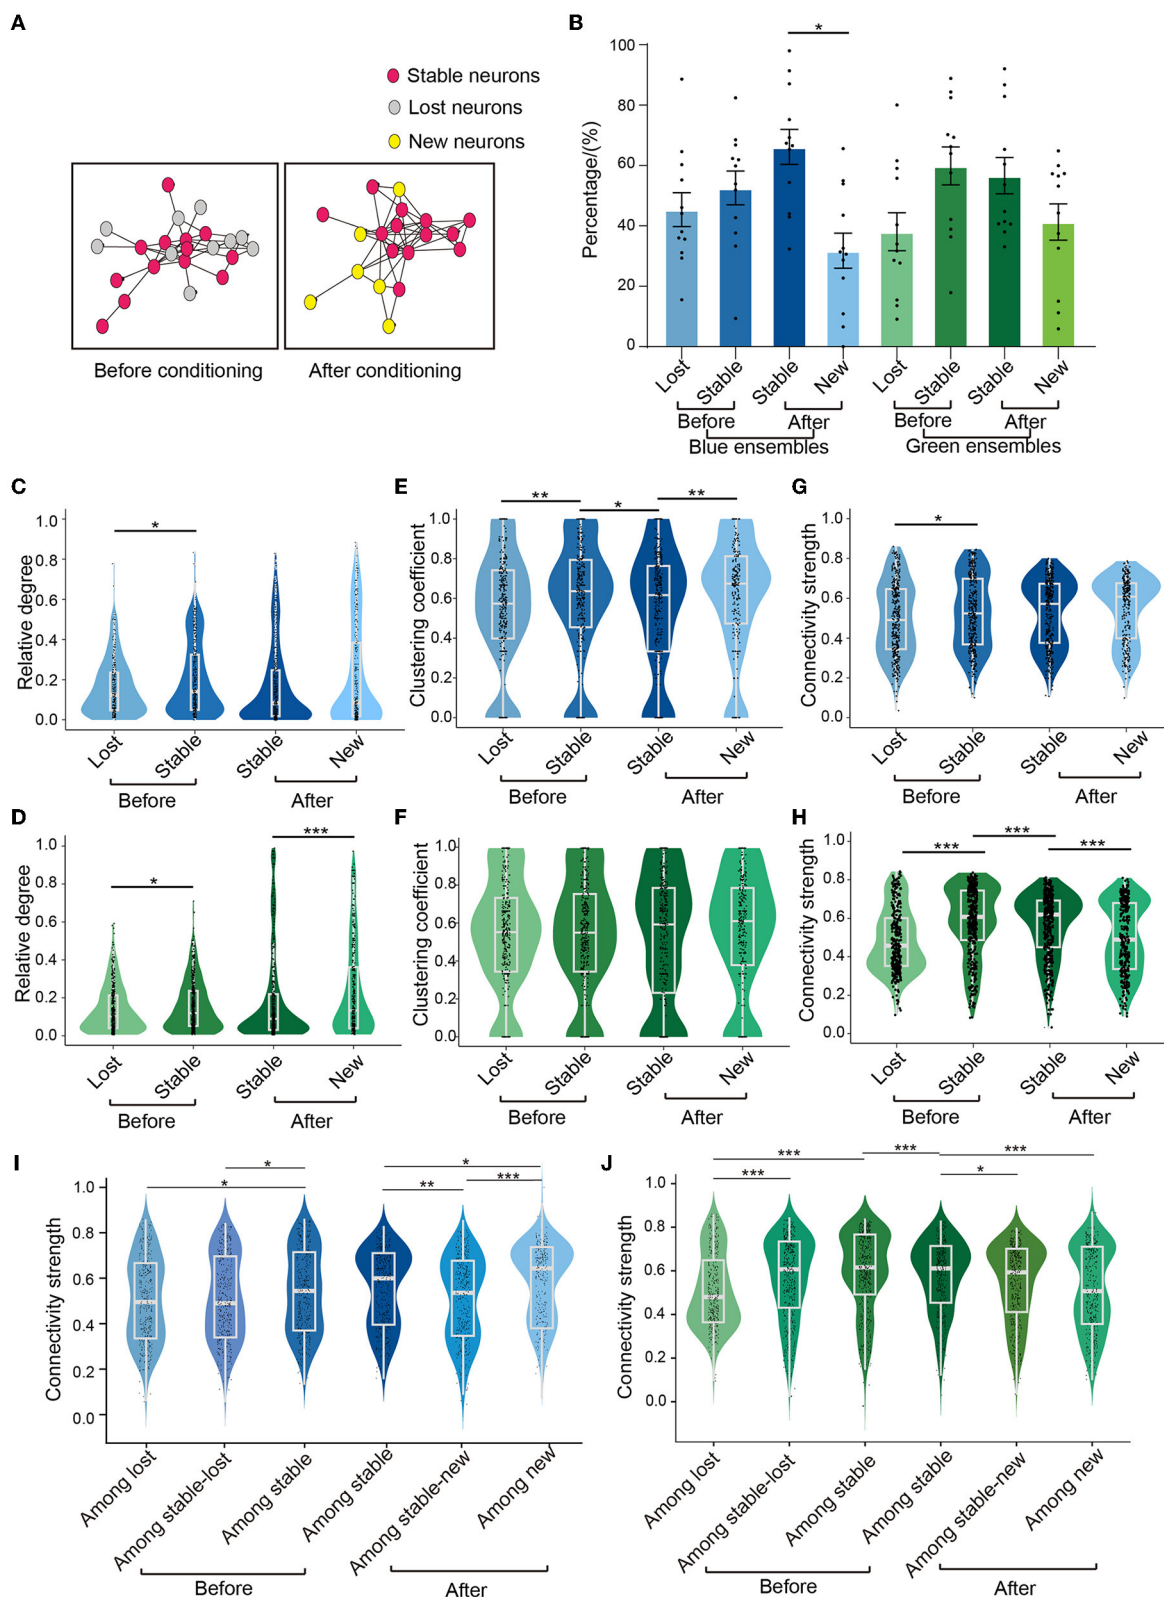 A
Stable neurons
Lost neurons
New neurons
Before conditioning
After conditioning
B
*
Percentage/(%)
100
80
60
40
20
0
Lost
Stable
Stable
New
Lost
Stable
Stable
New
Before
After
Before
After
Blue ensembles
Green ensembles
C
Relative degree
1.0
0.8
0.6
0.4
0.2
0.0
*
Lost
Stable
Stable
New
Before
After
E
Clustering coefficient
1.0
0.8
0.6
0.4
0.2
0.0
**
*
**
Lost
Stable
Stable
New
Before
After
G
Connectivity strength
1.0
0.8
0.6
0.4
0.2
0.0
*
Lost
Stable
Stable
New
Before
After
D
Relative degree
1.0
0.8
0.6
0.4
0.2
0.0
*
***
Lost
Stable
Stable
New
Before
After
F
Clustering coefficient
1.0
0.8
0.6
0.4
0.2
0.0
Lost
Stable
Stable
New
Before
After
H
Connectivity strength
1.0
0.8
0.6
0.4
0.2
0.0
***
***
***
Lost
Stable
Stable
New
Before
After
I
Connectivity strength
1.0
0.8
0.6
0.4
0.2
0.0
*
*
*
**
***
Among lost
Among stable-lost
Among stable
Among stable
Among stable-new
Among new
Before
After
J
Connectivity strength
1.0
0.8
0.6
0.4
0.2
0.0
***
***
***
***
*
Among lost
Among stable-lost
Among stable
Among stable
Among stable-new
Among new
Before
After